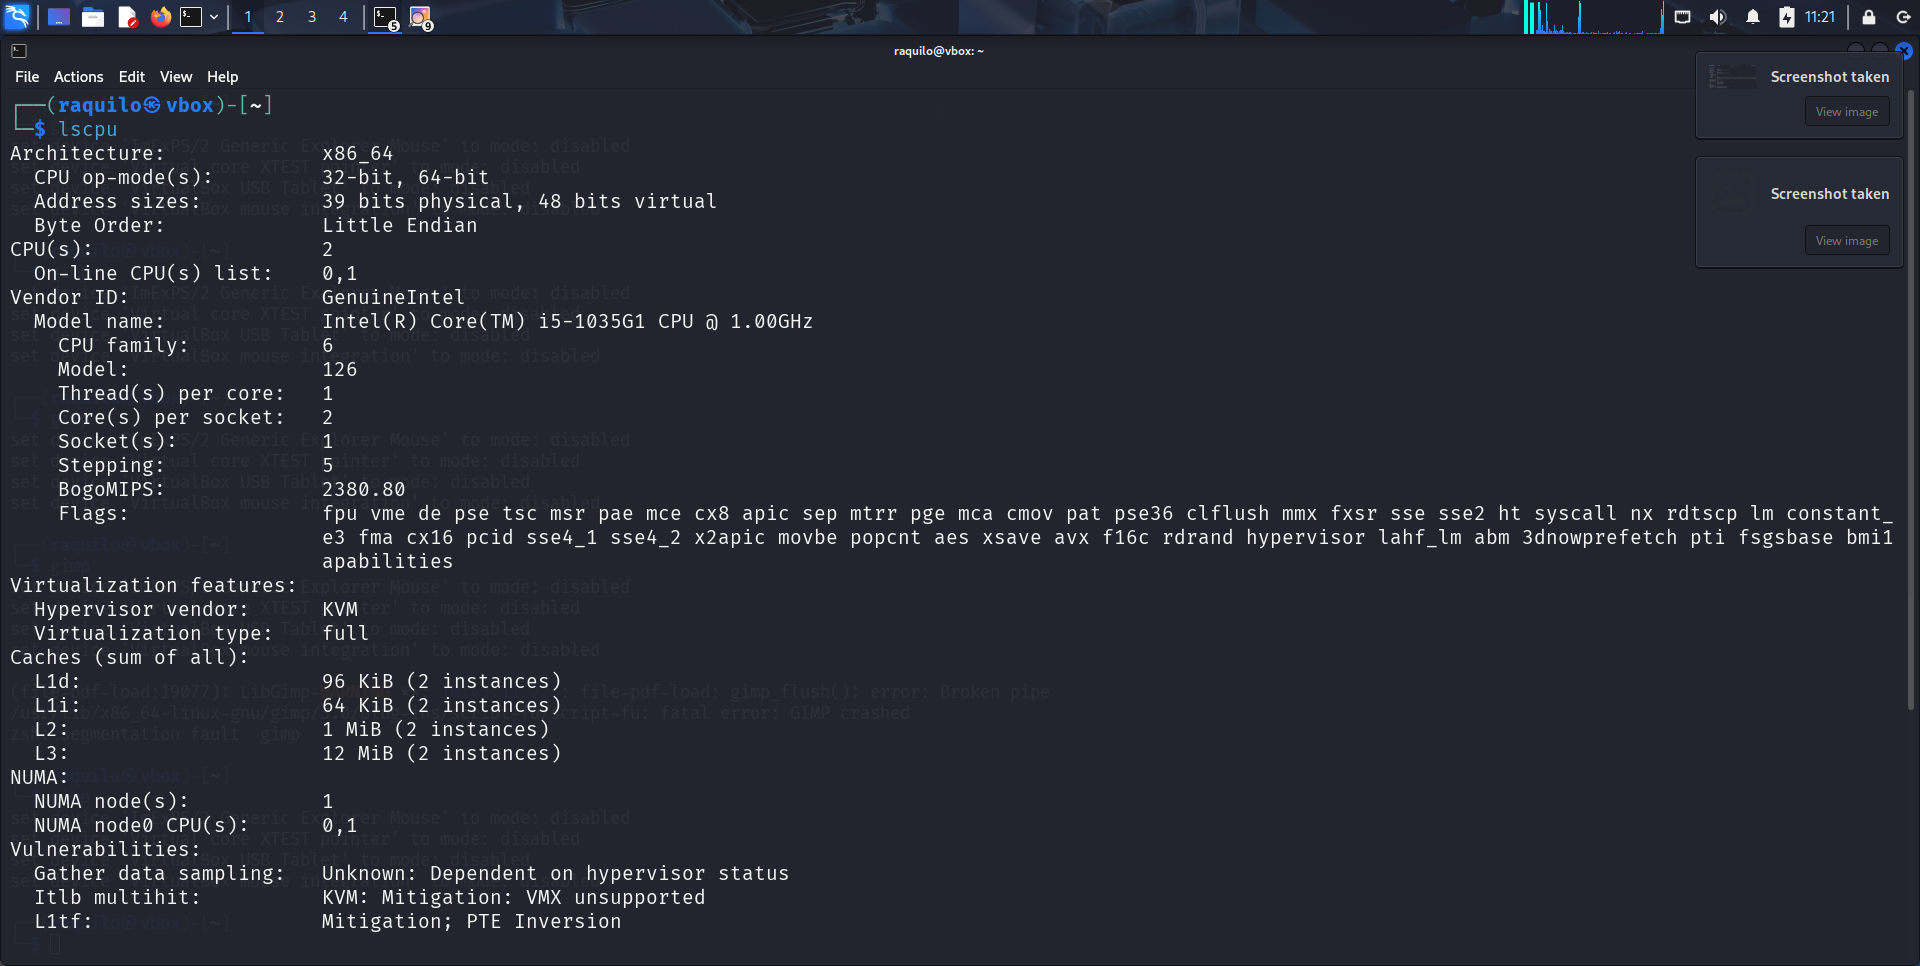 1 2 3 4 5 9 11:21
raquilo@vbox: ~
File Actions Edit View Help
Screenshot taken
View image
Screenshot taken
View image
┌──(raquilo㉿vbox)-[~]
└─$ lscpu
Architecture: x86_64
CPU op-mode(s): 32-bit, 64-bit
Address sizes: 39 bits physical, 48 bits virtual
Byte Order: Little Endian
CPU(s): 2
On-line CPU(s) list: 0,1
Vendor ID: GenuineIntel
Model name: Intel(R) Core(TM) i5-1035G1 CPU @ 1.00GHz
CPU family: 6
Model: 126
Thread(s) per core: 1
Core(s) per socket: 2
Socket(s): 1
Stepping: 5
BogoMIPS: 2380.80
Flags: fpu vme de pse tsc msr pae mce cx8 apic sep mtrr pge mca cmov pat pse36 clflush mmx fxsr sse sse2 ht syscall nx rdtscp lm constant_
e3 fma cx16 pcid sse4_1 sse4_2 x2apic movbe popcnt aes xsave avx f16c rdrand hypervisor lahf_lm abm 3dnowprefetch pti fsgsbase bmi1
apabilities
Virtualization features:
Hypervisor vendor: KVM
Virtualization type: full
Caches (sum of all):
L1d: 96 KiB (2 instances)
L1i: 64 KiB (2 instances)
L2: 1 MiB (2 instances)
L3: 12 MiB (2 instances)
NUMA:
NUMA node(s): 1
NUMA node0 CPU(s): 0,1
Vulnerabilities:
Gather data sampling: Unknown: Dependent on hypervisor status
Itlb multihit: KVM: Mitigation: VMX unsupported
L1tf: Mitigation; PTE Inversion